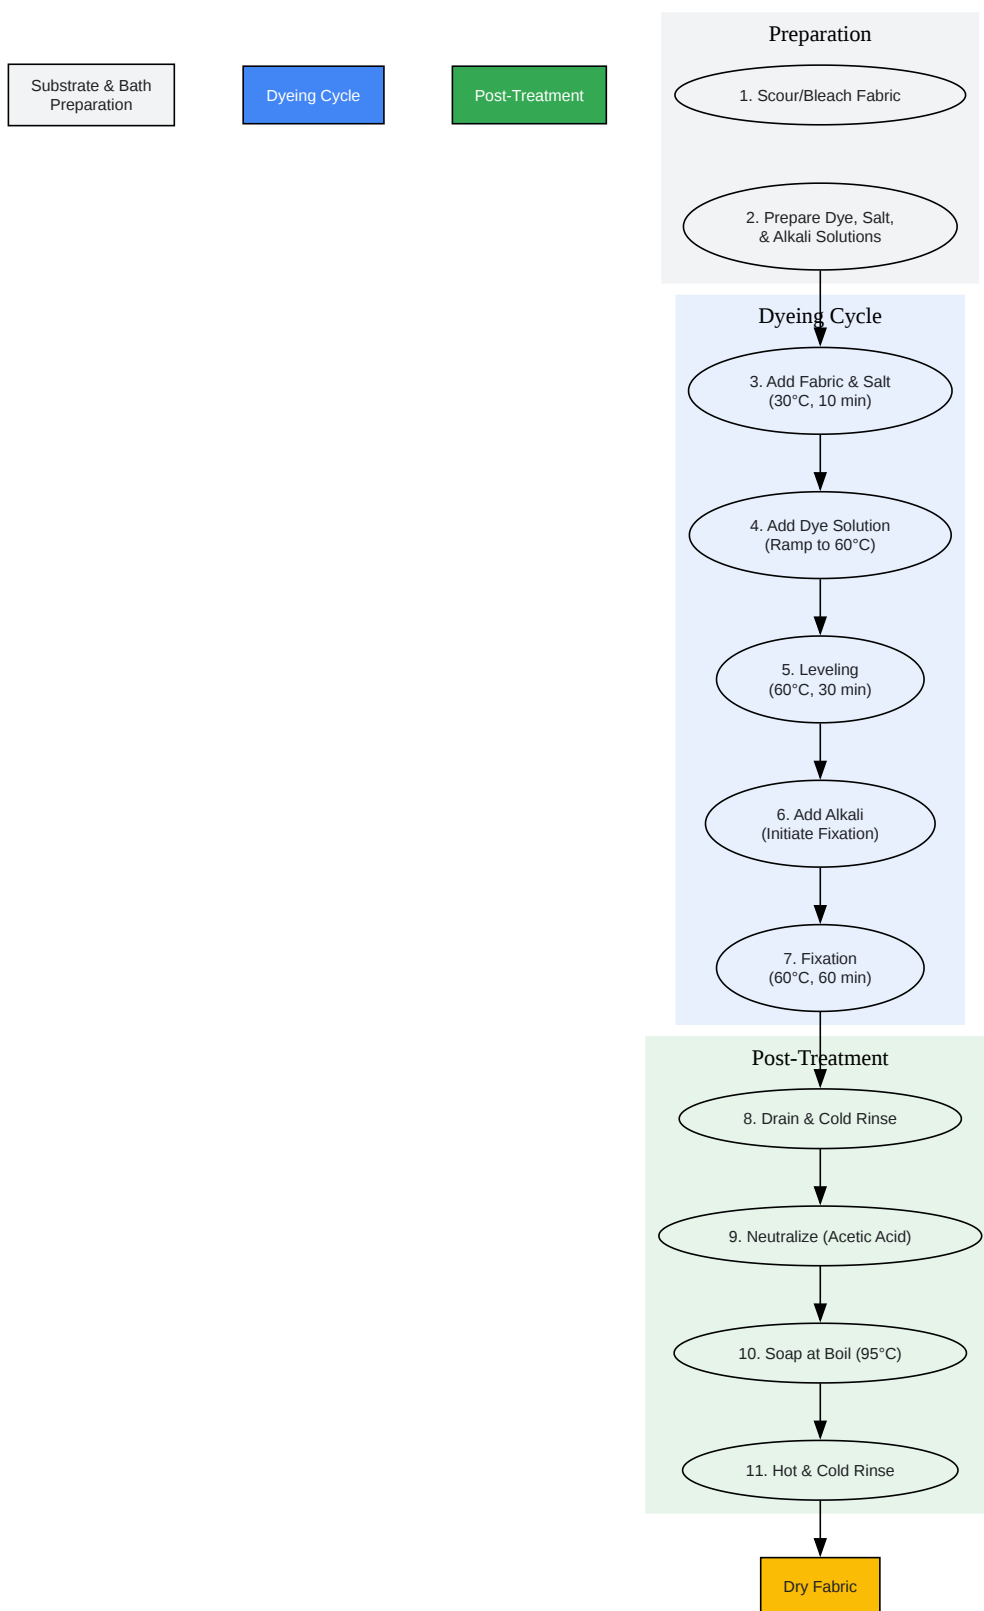 Preparation
Substrate & Bath
Preparation
Dyeing Cycle
Post-Treatment
1. Scour/Bleach Fabric
2. Prepare Dye, Salt,
& Alkali Solutions
Dyeing Cycle
3. Add Fabric & Salt
(30°C, 10 min)
4. Add Dye Solution
(Ramp to 60°C)
5. Leveling
(60°C, 30 min)
6. Add Alkali
(Initiate Fixation)
7. Fixation
(60°C, 60 min)
Post-Treatment
8. Drain & Cold Rinse
9. Neutralize (Acetic Acid)
10. Soap at Boil (95°C)
11. Hot & Cold Rinse
Dry Fabric